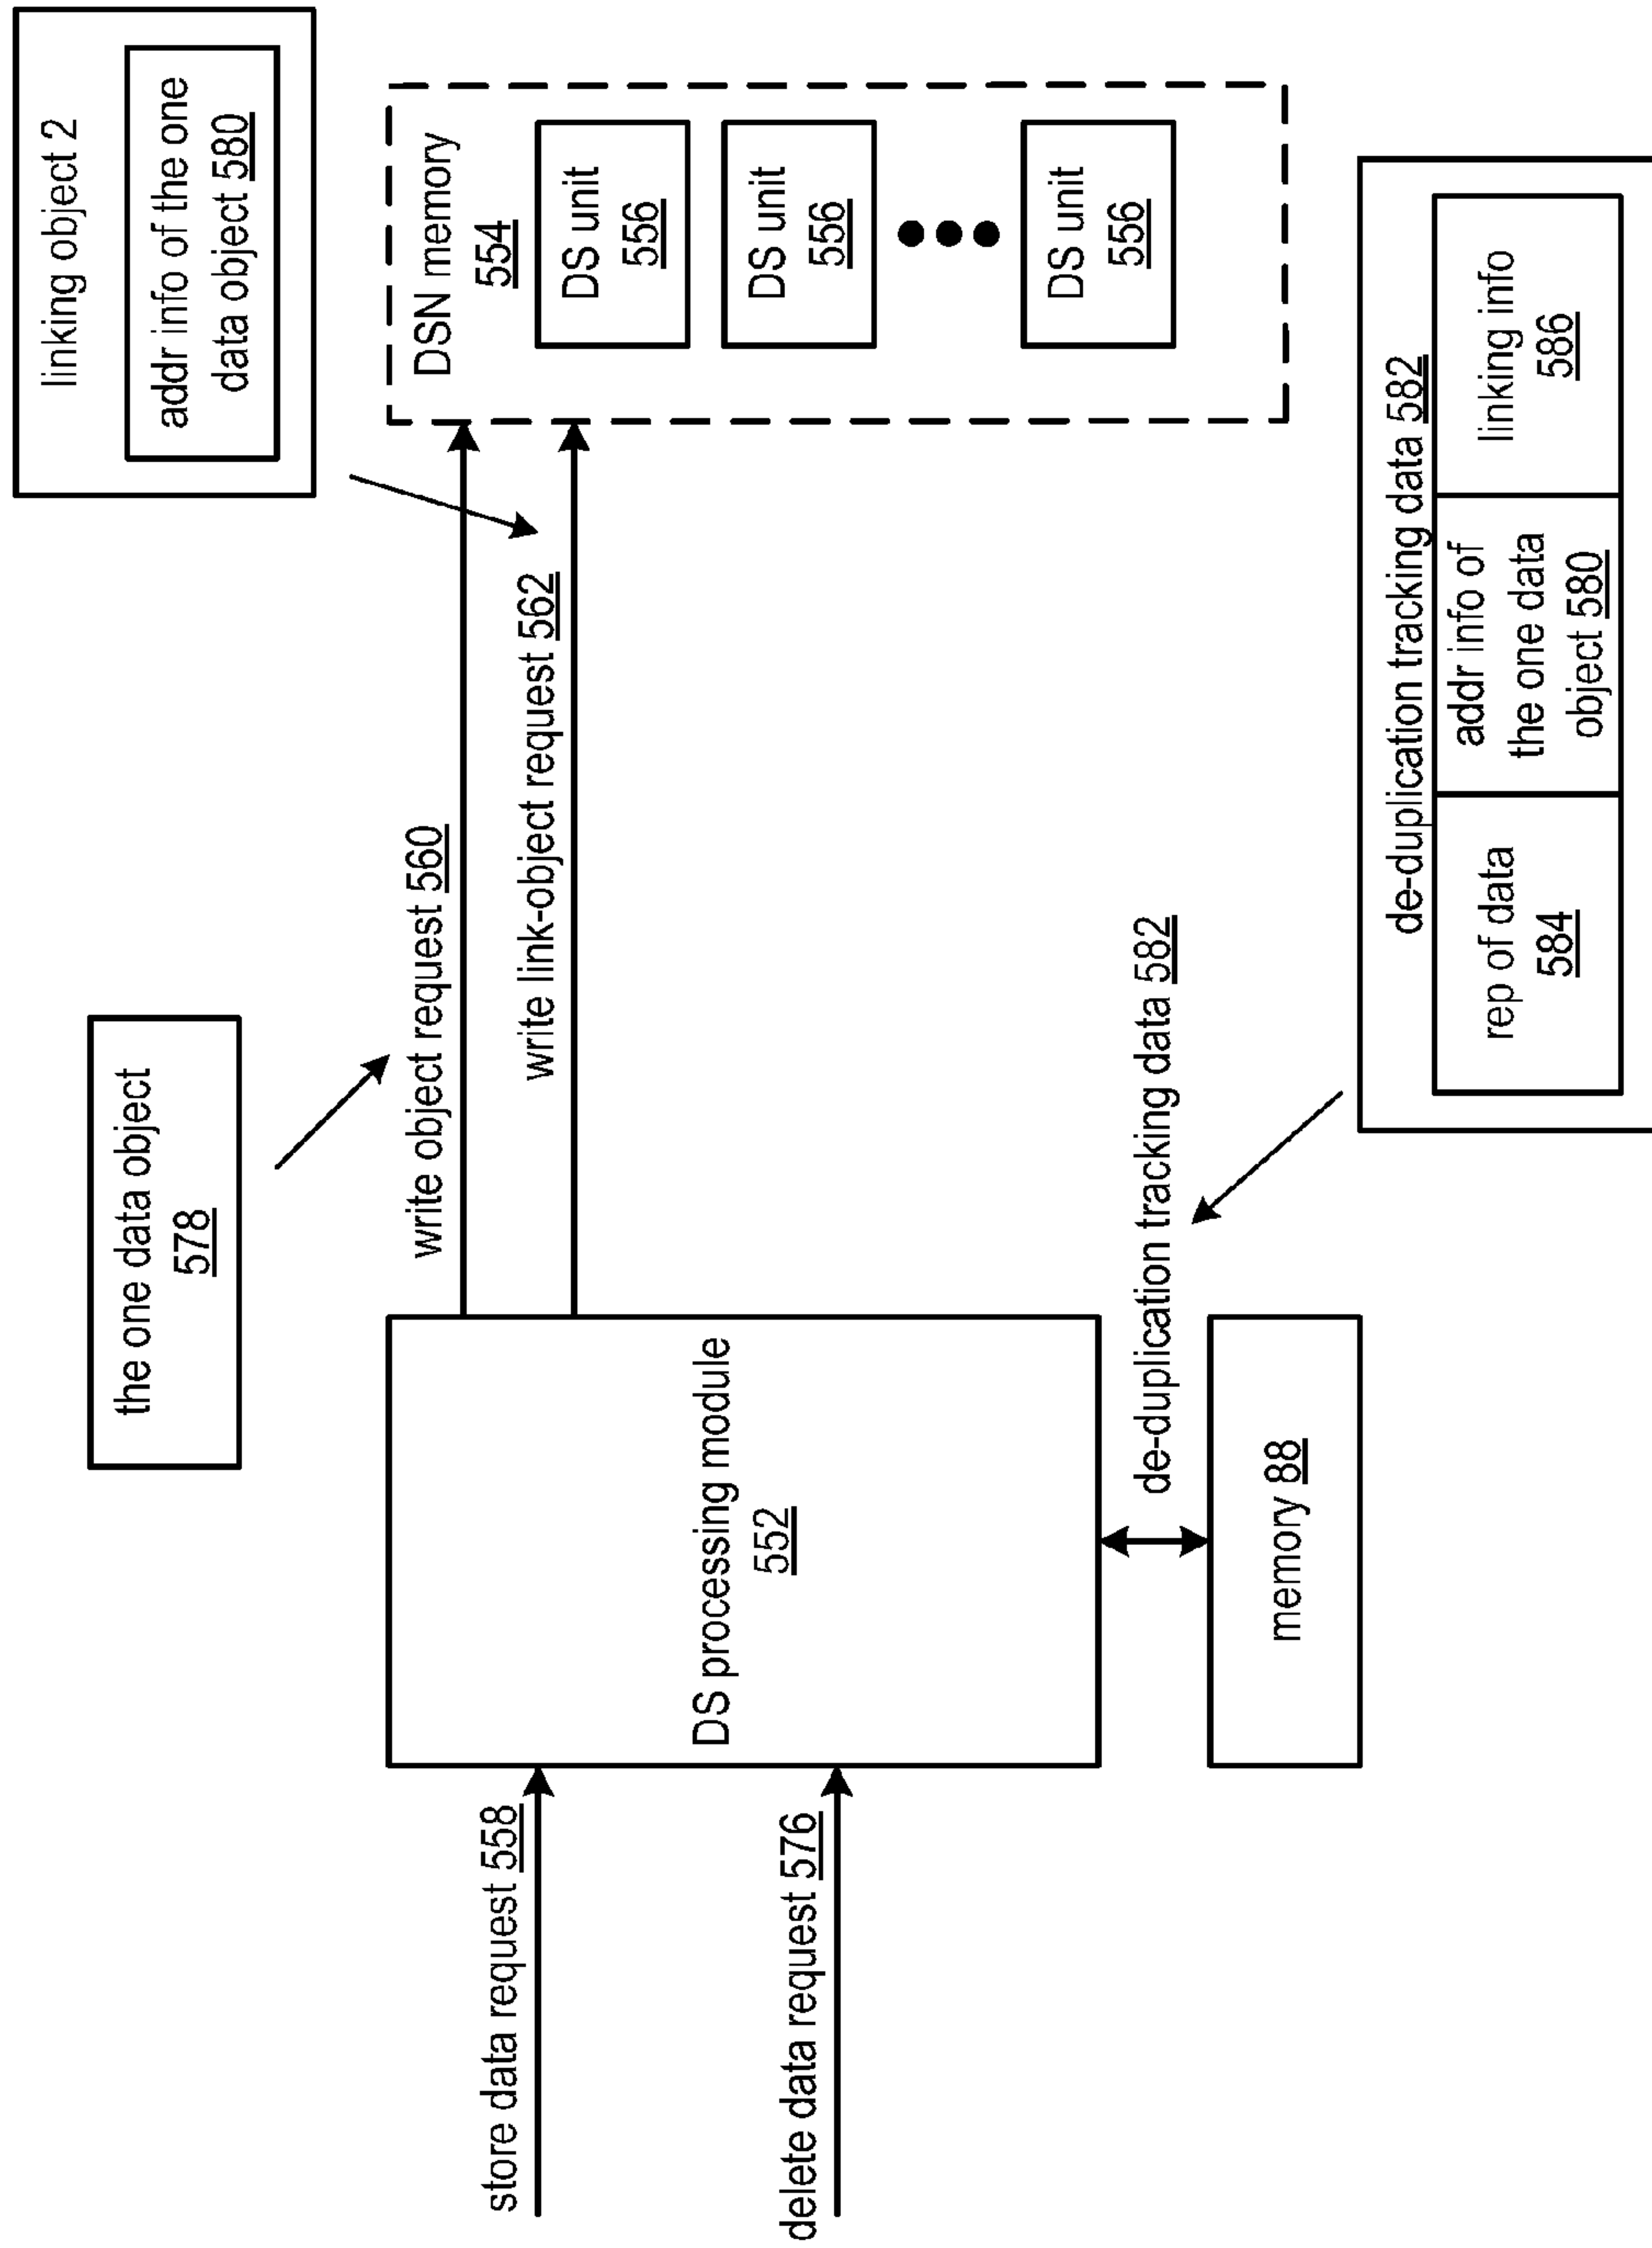 the one data object
578
linking object 2
addr info of the one
data object 580
store data request 558
delete data request 576
DS processing module
552
write object request 560
write link-object request 562
DSN memory
554
DS unit
556
DS unit
556
DS unit
556
de-duplication tracking data 582
memory 88
de-duplication tracking data 582
rep of data
584
addr info of
the one data
object 580
linking info
586